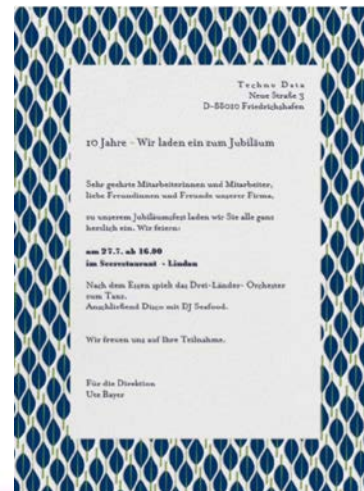 Techno Data
Neue Straße 3
D-88010 Friedrichshafen
10 Jahre - Wir laden ein zum Jubiläum
Sehr geehrte Mitarbeiterinnen und Mitarbeiter,
liebe Freundinnen und Freunde unserer Firma,
zu unserem Jubiläumsfest laden wir Sie alle ganz
herzlich ein. Wir feiern:
am 27.7. ab 16.00
im Seerestaurant - Lindau
Nach dem Essen spielt das Drei-Länder- Orchester
zum Tanz.
Anschließend Disco mit DJ Seafood.
Wir freuen uns auf Ihre Teilnahme.
Für die Direktion
Ute Bayer